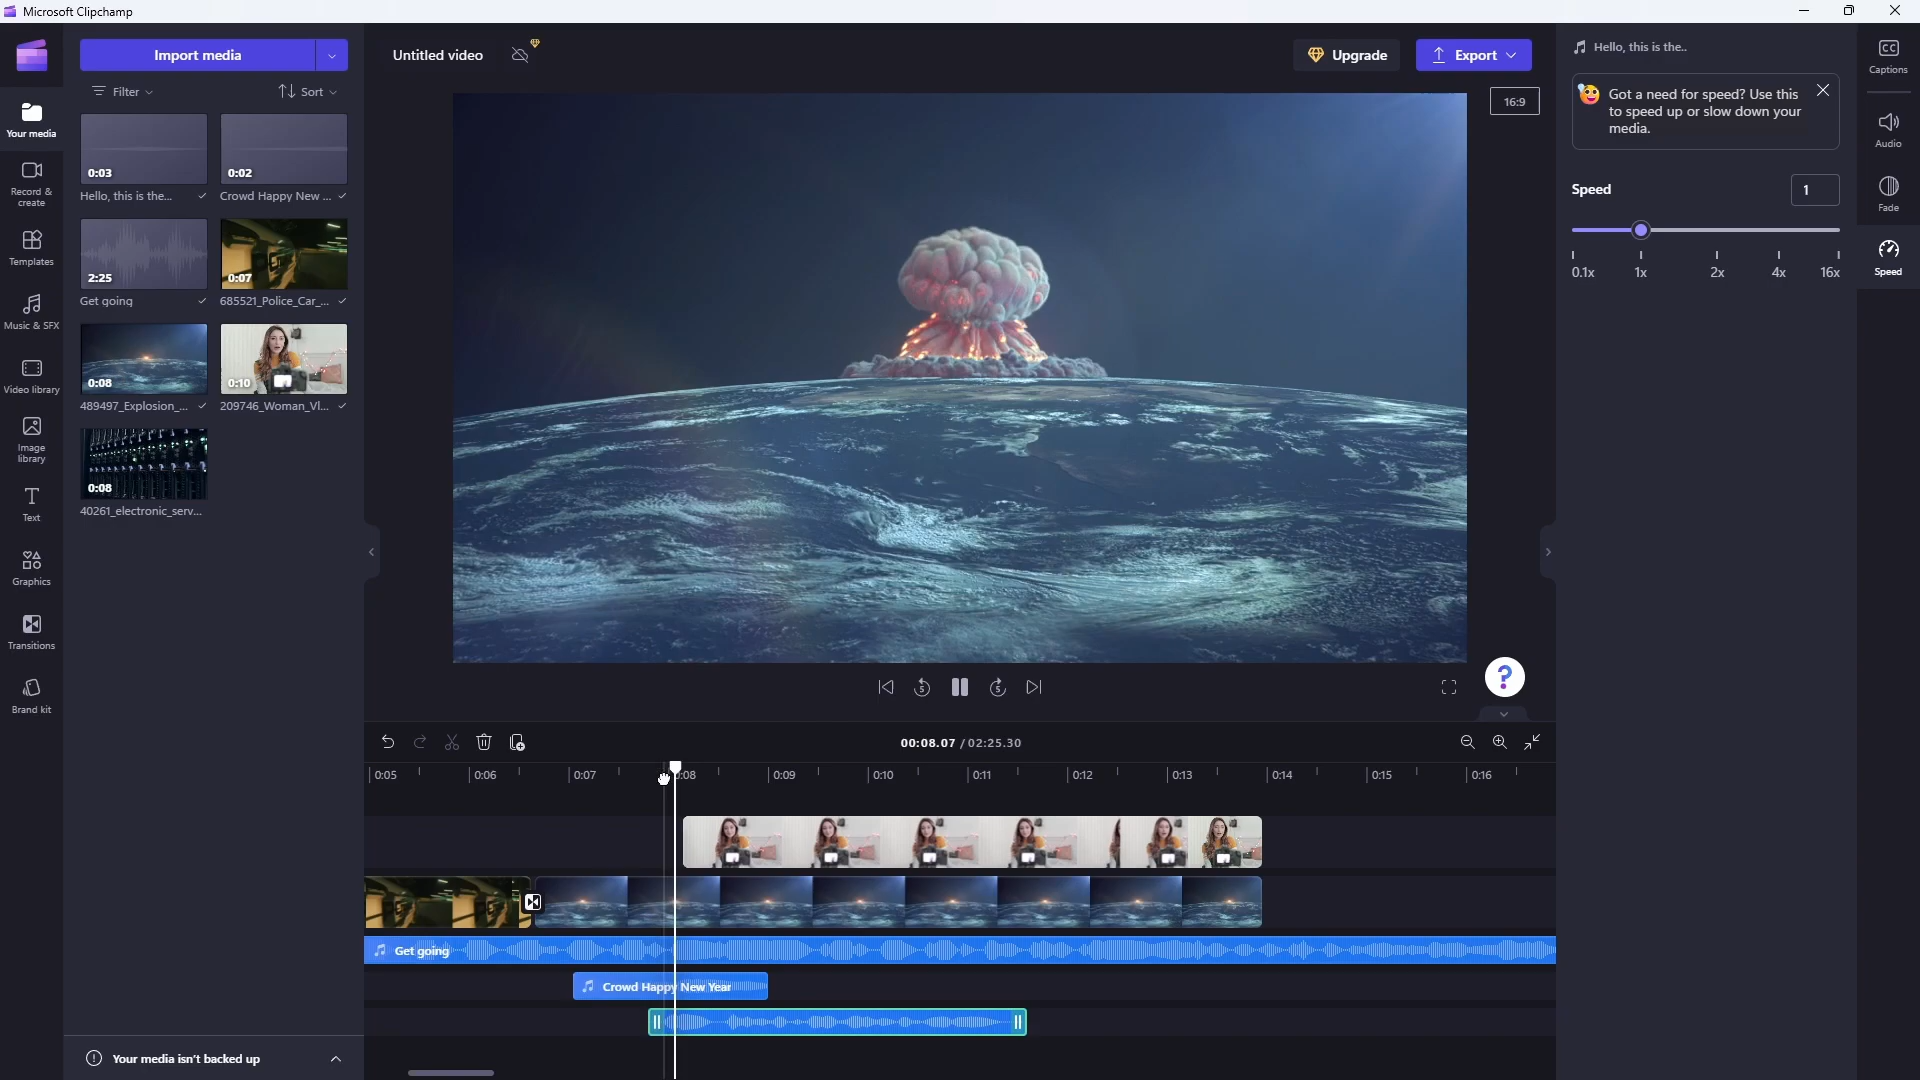 Microsoft Clipchamp
Import media
Untitled video
Upgrade
Export
Hello, this is the..
Captions
Filter
Sort
16:9
Got a need for speed? Use this
to speed up or slow down your
media.
Your media
0:03
0:02
Hello, this is the...
Crowd Happy New ...
Audio
Record &
create
Speed
1
Fade
Templates
2:25
0:07
Get going
685521_Police_Car_...
0.1x
1x
2x
4x
16x
Speed
Music & SFX
Video library
0:08
0:10
489497_Explosion_...
209746_Woman_Vl...
Image
library
0:08
40261_electronic_serv...
Text
Graphics
Transitions
Brand kit
5
5
?
00:08.07 / 02:25.30
0:05
0:06
0:07
0:08
0:09
0:10
0:11
0:12
0:13
0:14
0:15
0:16
Get going
Crowd Happy New Year
Your media isn't backed up